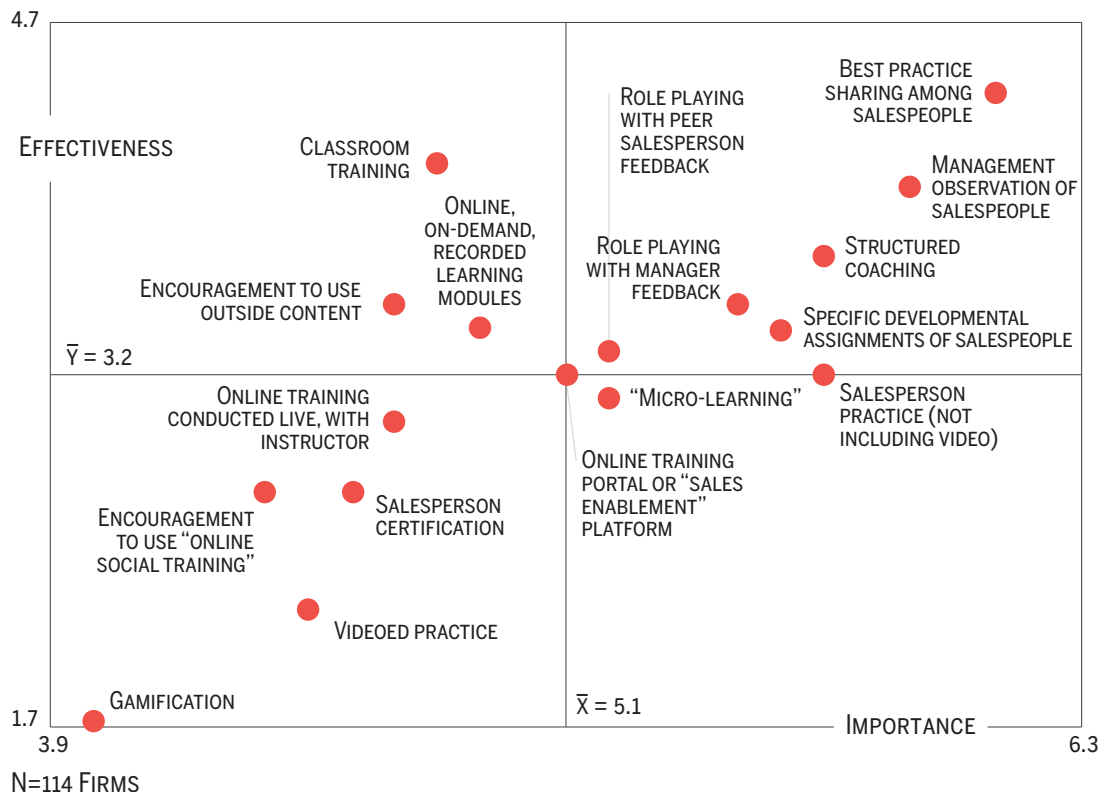 4.7
EFFECTIVENESS
BEST PRACTICE
SHARING AMONG
SALESPEOPLE
ROLE PLAYING
WITH PEER
SALESPERSON
FEEDBACK
CLASSROOM
TRAINING
MANAGEMENT
OBSERVATION OF
SALESPEOPLE
ONLINE,
ON-DEMAND,
RECORDED
LEARNING
MODULES
ROLE PLAYING
WITH MANAGER
FEEDBACK
STRUCTURED
COACHING
ENCOURAGEMENT TO USE
OUTSIDE CONTENT
SPECIFIC DEVELOPMENTAL
ASSIGNMENTS OF SALESPEOPLE
Y̅ = 3.2
ONLINE TRAINING
CONDUCTED LIVE, WITH
INSTRUCTOR
“MICRO-LEARNING”
SALESPERSON
PRACTICE (NOT
INCLUDING VIDEO)
ONLINE TRAINING
PORTAL OR “SALES
ENABLEMENT”
PLATFORM
SALESPERSON
CERTIFICATION
ENCOURAGEMENT
TO USE “ONLINE
SOCIAL TRAINING”
VIDEOED PRACTICE
GAMIFICATION
X̅ = 5.1
IMPORTANCE
1.7
3.9
6.3
N=114 FIRMS